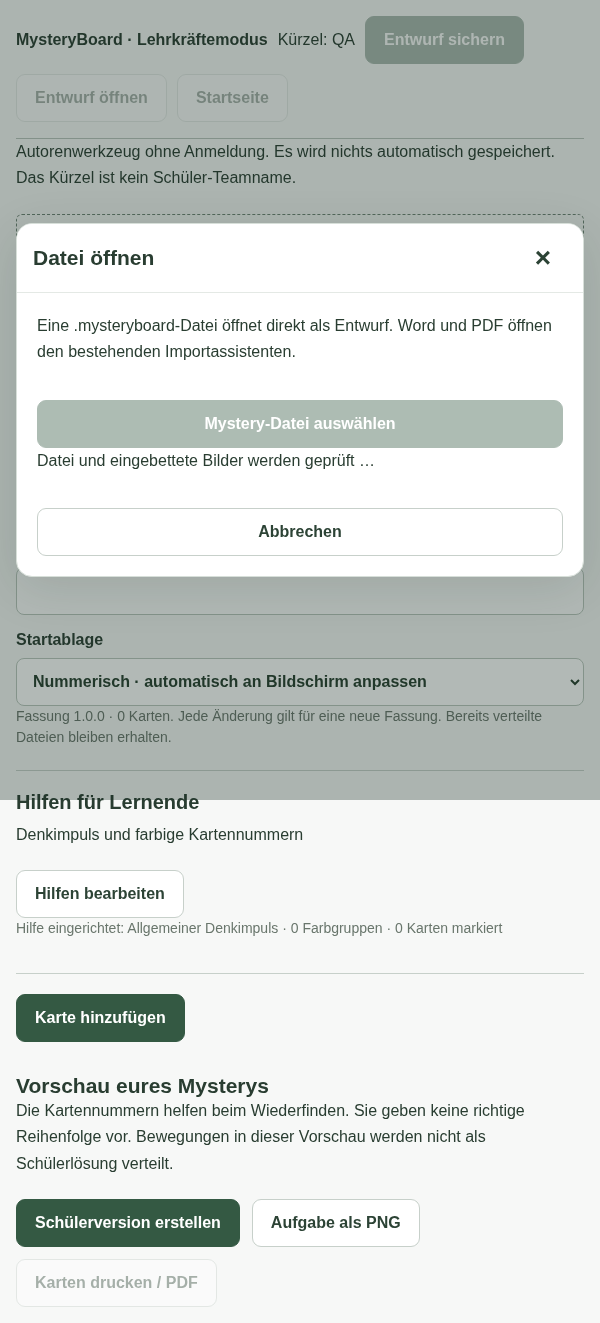 MysteryBoard · Lehrkräftemodus Kürzel: QA Entwurf sichern
Entwurf öffnen Startseite
Autorenwerkzeug ohne Anmeldung. Es wird nichts automatisch gespeichert.
Das Kürzel ist kein Schüler-Teamname.
Datei öffnen ✕
Eine .mysteryboard-Datei öffnet direkt als Entwurf. Word und PDF öffnen
den bestehenden Importassistenten.
Mystery-Datei auswählen
Datei und eingebettete Bilder werden geprüft …
Abbrechen
Startablage
Nummerisch · automatisch an Bildschirm anpassen
Fassung 1.0.0 · 0 Karten. Jede Änderung gilt für eine neue Fassung. Bereits verteilte
Dateien bleiben erhalten.
Hilfen für Lernende
Denkimpuls und farbige Kartennummern
Hilfen bearbeiten
Hilfe eingerichtet: Allgemeiner Denkimpuls · 0 Farbgruppen · 0 Karten markiert
Karte hinzufügen
Vorschau eures Mysterys
Die Kartennummern helfen beim Wiederfinden. Sie geben keine richtige
Reihenfolge vor. Bewegungen in dieser Vorschau werden nicht als
Schülerlösung verteilt.
Schülerversion erstellen Aufgabe als PNG
Karten drucken / PDF